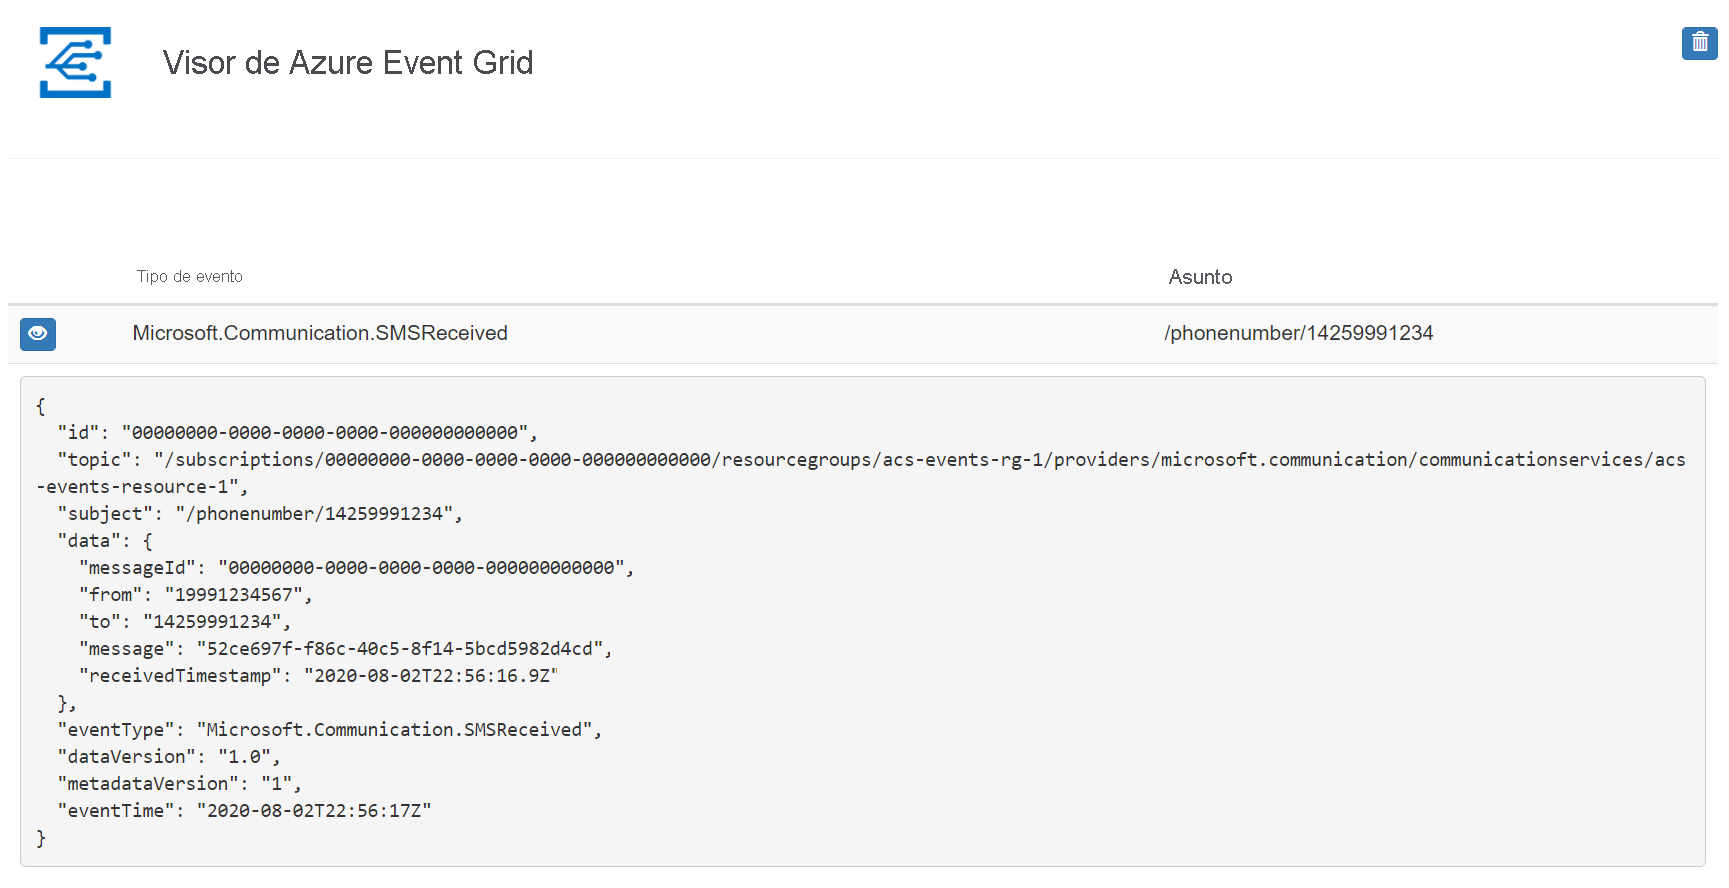 Visor de Azure Event Grid
Tipo de evento Asunto
Microsoft.Communication.SMSReceived /phonenumber/14259991234
{
"id": "00000000-0000-0000-0000-000000000000",
"topic": "/subscriptions/00000000-0000-0000-0000-000000000000/resourcegroups/acs-events-rg-1/providers/microsoft.communication/communicationservices/acs
-events-resource-1",
"subject": "/phonenumber/14259991234",
"data": {
"messageId": "00000000-0000-0000-0000-000000000000",
"from": "19991234567",
"to": "14259991234",
"message": "52ce697f-f86c-40c5-8f14-5bcd5982d4cd",
"receivedTimestamp": "2020-08-02T22:56:16.9Z"
},
"eventType": "Microsoft.Communication.SMSReceived",
"dataVersion": "1.0",
"metadataVersion": "1",
"eventTime": "2020-08-02T22:56:17Z"
}